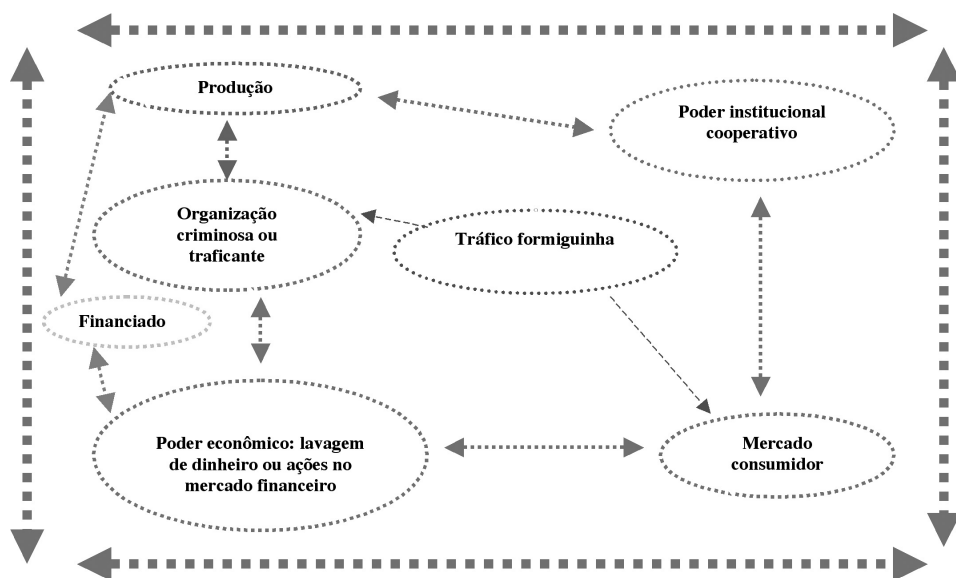 Produção
Poder institucional
cooperativo
Organização
criminosa ou
traficante
Tráfico formiguinha
Financiado
Poder econômico: lavagem
de dinheiro ou ações no
mercado financeiro
Mercado
consumidor